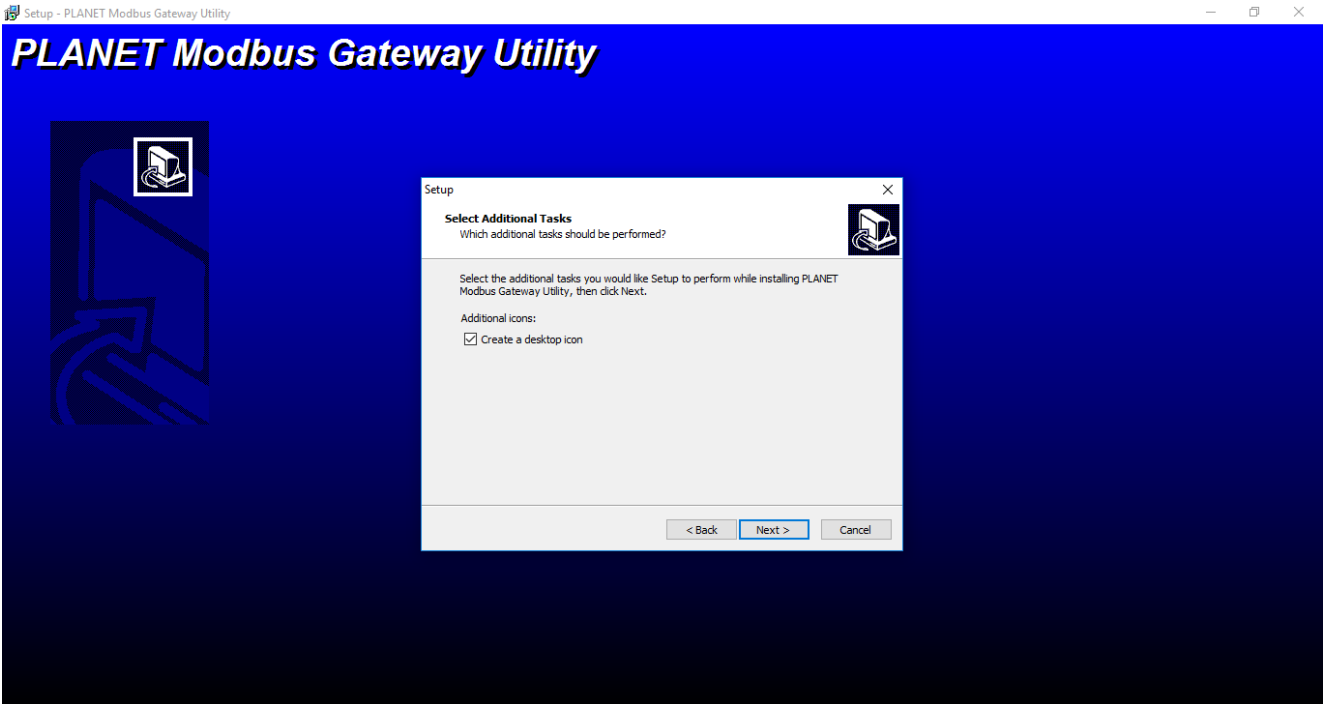 Setup - PLANET Modbus Gateway Utility
PLANET Modbus Gateway Utility
Setup
Select Additional Tasks
Which additional tasks should be performed?
Select the additional tasks you would like Setup to perform while installing PLANET
Modbus Gateway Utility, then click Next.
Additional icons:
Create a desktop icon
< Back Next > Cancel